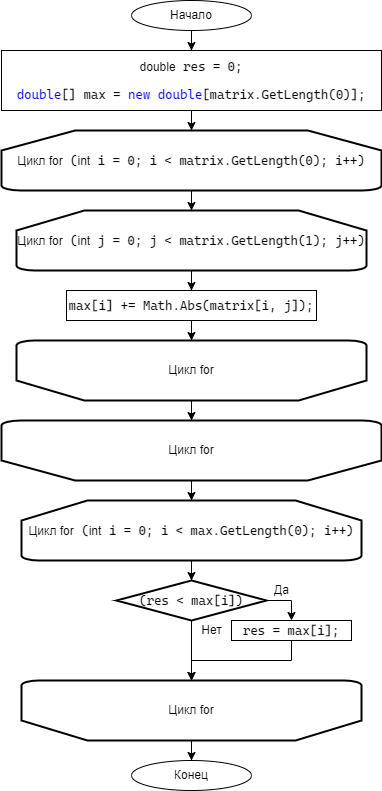 Начало
double res = 0;
double[] max = new double[matrix.GetLength(0)];
Цикл for (int i = 0; i < matrix.GetLength(0); i++)
Цикл for (int j = 0; j < matrix.GetLength(1); j++)
max[i] += Math.Abs(matrix[i, j]);
Цикл for
Цикл for
Цикл for (int i = 0; i < max.GetLength(0); i++)
(res < max[i])
Да
Нет
res = max[i];
Цикл for
Конец